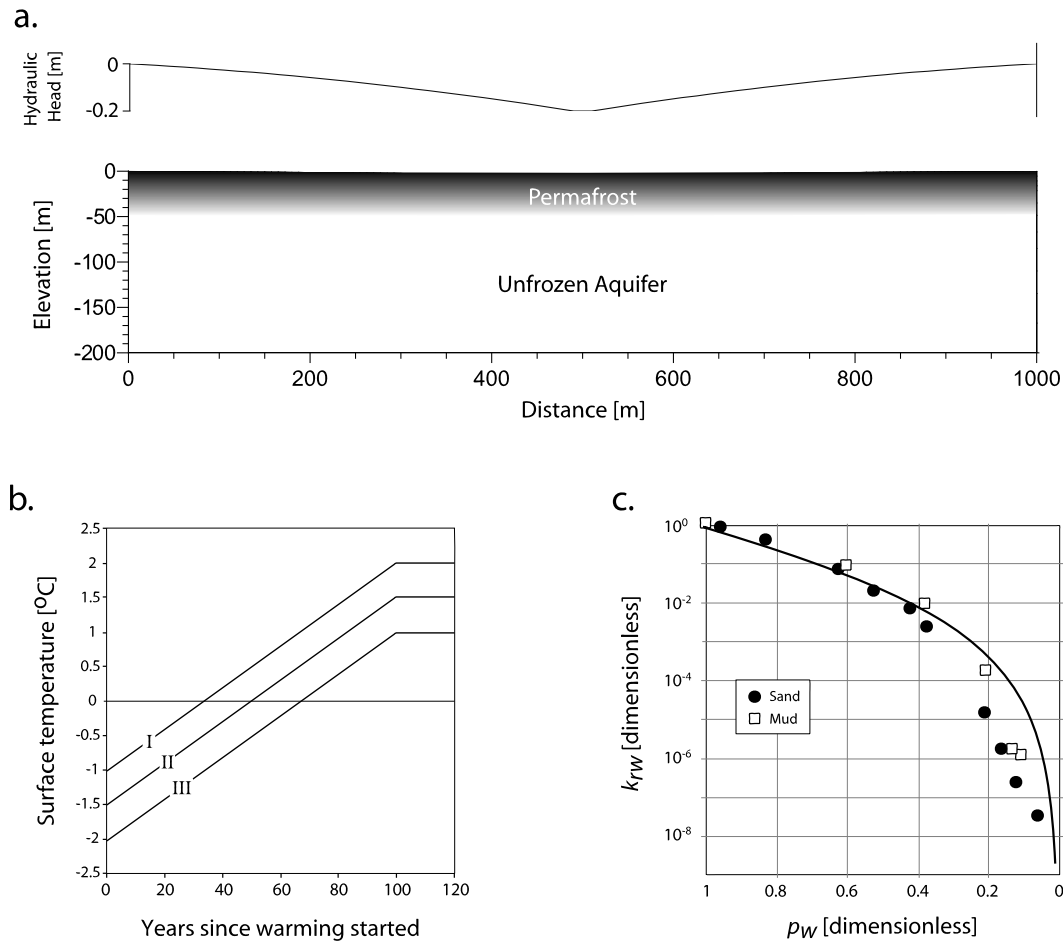 a.
Hydraulic
Head [m]
0
-0.2
Elevation [m]
0
-50
-100
-150
-200
Permafrost
Unfrozen Aquifer
0 200 400 600 800 1000
Distance [m]
b.
Surface temperature [⁰C]
2.5
2
1.5
1
0.5
0
-0.5
-1
-1.5
-2
-2.5
I
II
III
0 20 40 60 80 100 120
Years since warming started
c.
k_rw [dimensionless]
10⁰
10⁻²
10⁻⁴
10⁻⁶
10⁻⁸
Sand
Mud
1 0.8 0.6 0.4 0.2 0
p_w [dimensionless]